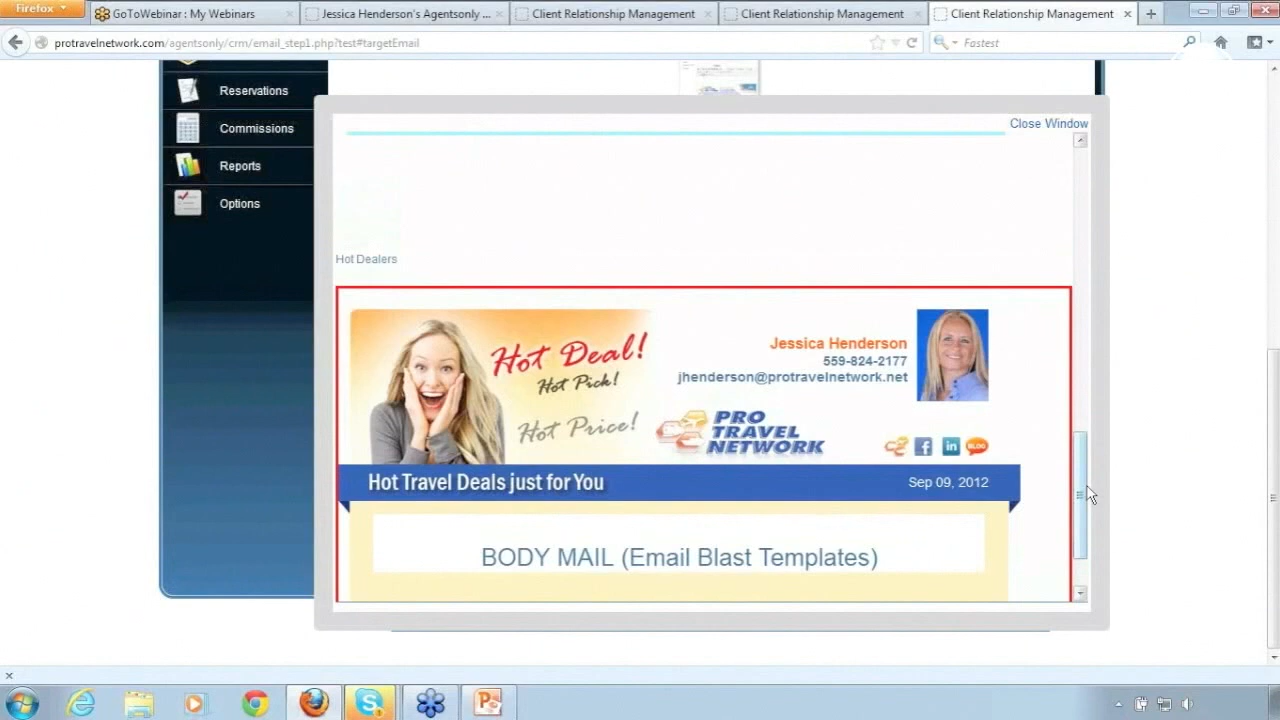 Firefox
GoToWebinar : My Webinars
Jessica Henderson's Agentsonly ...
Client Relationship Management
Client Relationship Management
Client Relationship Management
protravelnetwork.com/agentsonly/crm/email_step1.php?test#targetEmail
Fastest
Reservations
Commissions
Reports
Options
Close Window
Hot Dealers
Hot Deal!
Hot Pick!
Hot Price!
Jessica Henderson
559-824-2177
jhenderson@protravelnetwork.net
PRO
TRAVEL
NETWORK
BLOG
Hot Travel Deals just for You
Sep 09, 2012
BODY MAIL (Email Blast Templates)